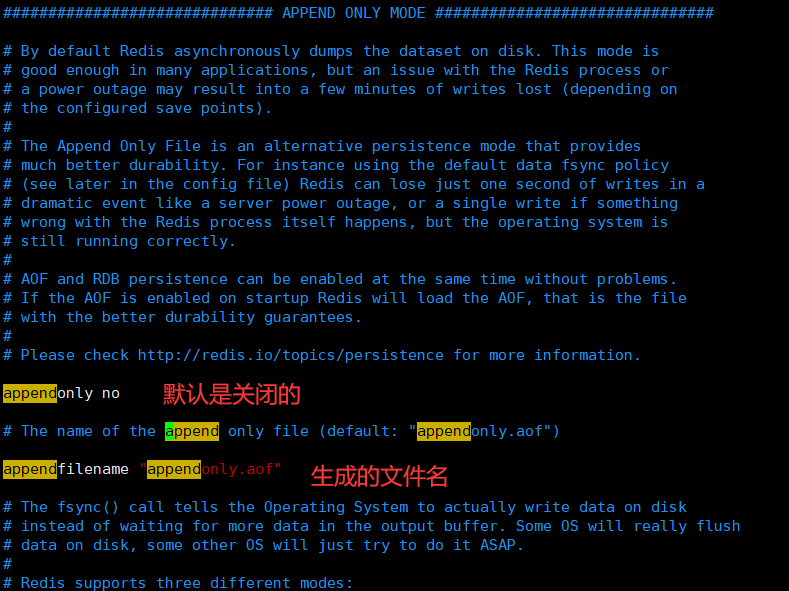 ############################## APPEND ONLY MODE ###############################
# By default Redis asynchronously dumps the dataset on disk. This mode is
# good enough in many applications, but an issue with the Redis process or
# a power outage may result into a few minutes of writes lost (depending on
# the configured save points).
#
# The Append Only File is an alternative persistence mode that provides
# much better durability. For instance using the default data fsync policy
# (see later in the config file) Redis can lose just one second of writes in a
# dramatic event like a server power outage, or a single write if something
# wrong with the Redis process itself happens, but the operating system is
# still running correctly.
#
# AOF and RDB persistence can be enabled at the same time without problems.
# If the AOF is enabled on startup Redis will load the AOF, that is the file
# with the better durability guarantees.
#
# Please check http://redis.io/topics/persistence for more information.
appendonly no 默认是关闭的
# The name of the append only file (default: "appendonly.aof")
appendfilename "appendonly.aof" 生成的文件名
# The fsync() call tells the Operating System to actually write data on disk
# instead of waiting for more data in the output buffer. Some OS will really flush
# data on disk, some other OS will just try to do it ASAP.
#
# Redis supports three different modes: